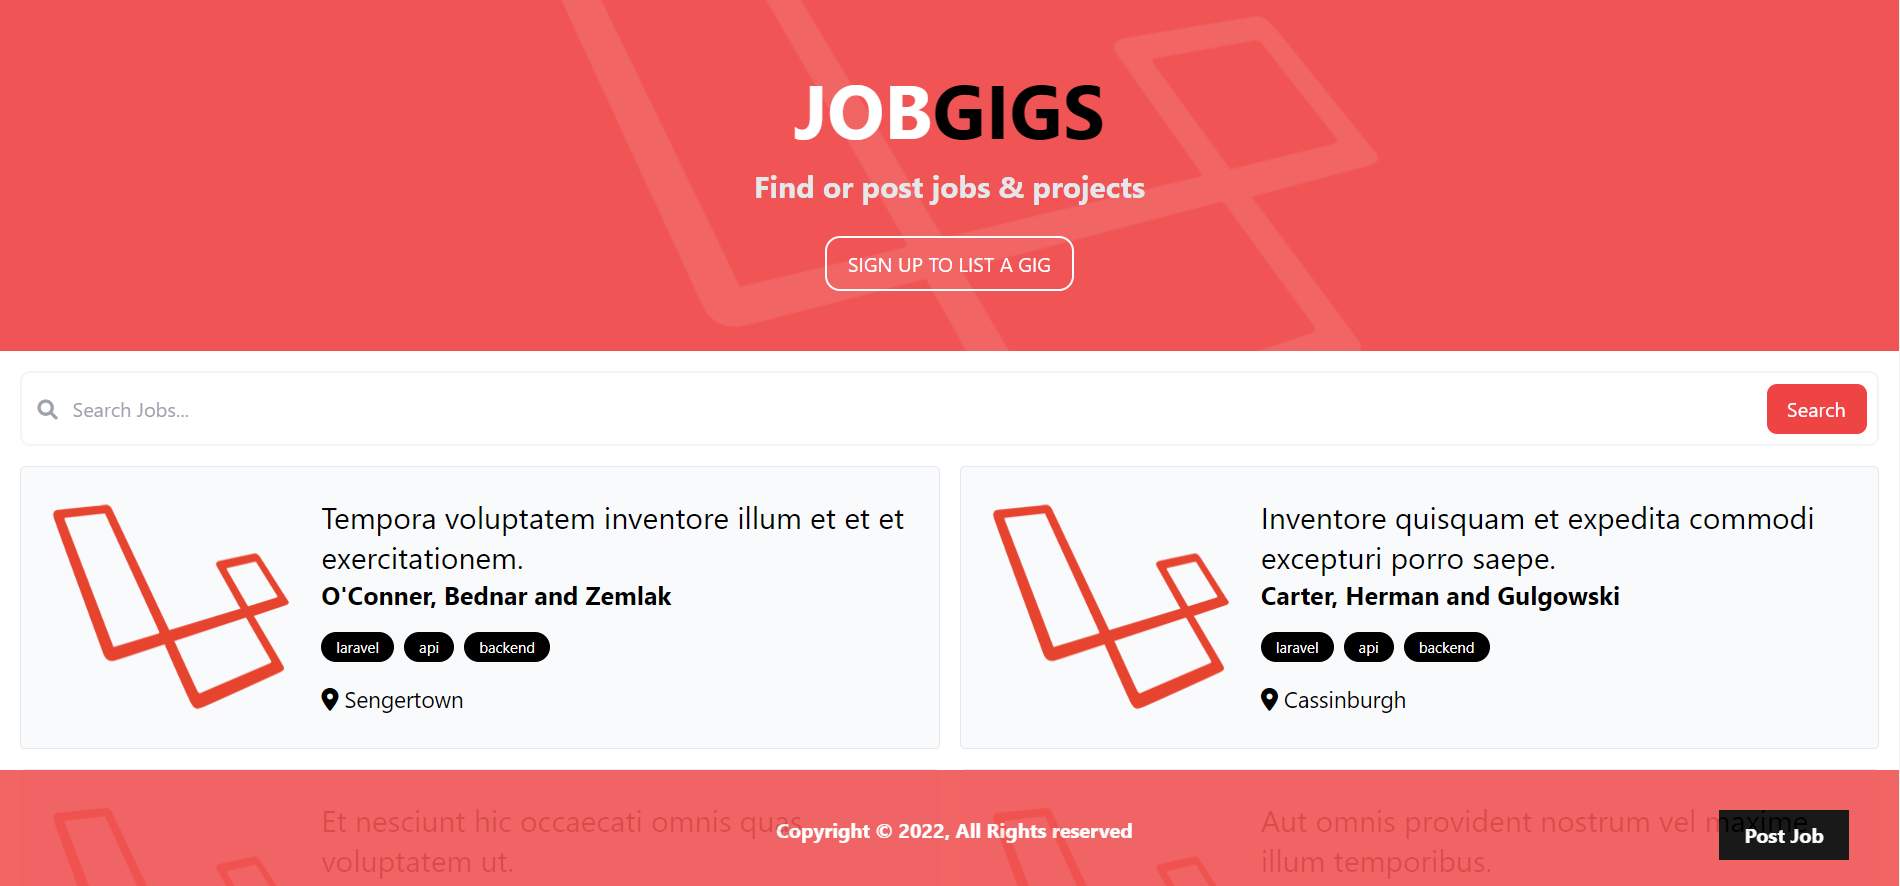 JOBGIGS
Find or post jobs & projects
SIGN UP TO LIST A GIG
Search Jobs...
Search
Tempora voluptatem inventore illum et et et
exercitationem.
O'Conner, Bednar and Zemlak
laravel api backend
Sengertown
Inventore quisquam et expedita commodi
excepturi porro saepe.
Carter, Herman and Gulgowski
laravel api backend
Cassinburgh
Et nesciunt hic occaecati omnis quas
voluptatem ut.
Aut omnis provident nostrum vel maxime
illum temporibus.
Copyright © 2022, All Rights reserved
Post Job